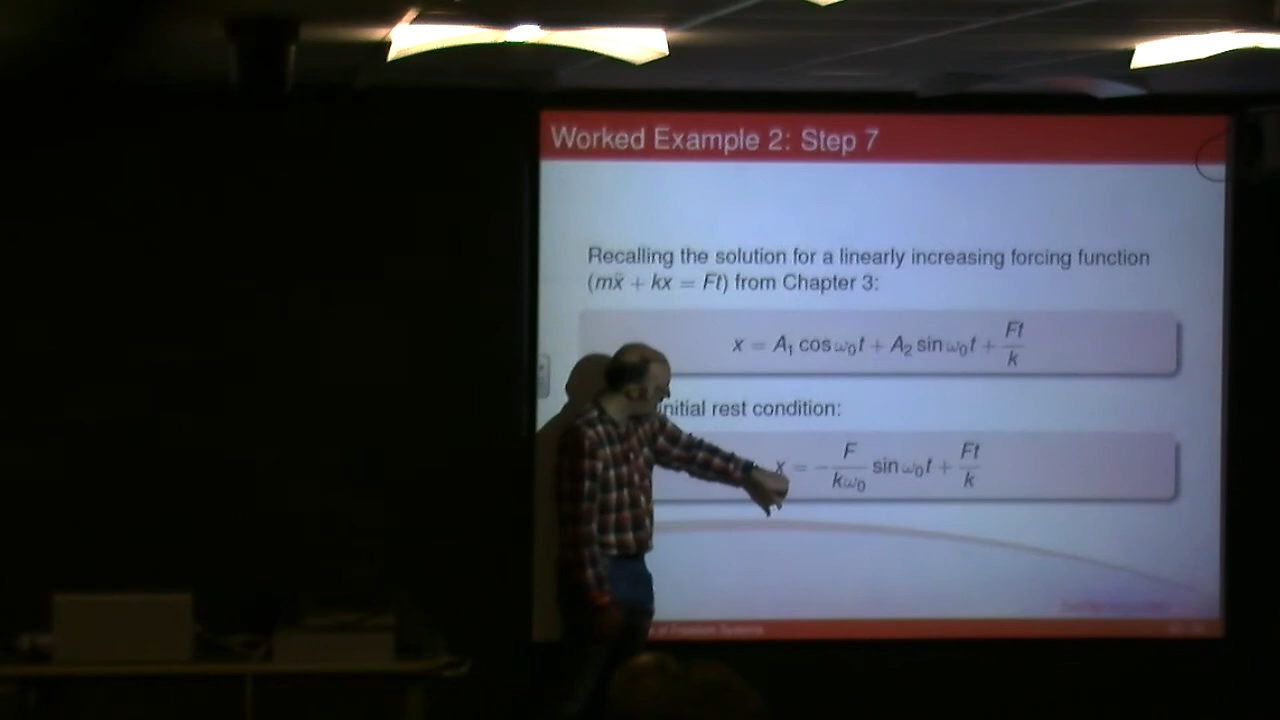 Worked Example 2: Step 7
Recalling the solution for a linearly increasing forcing function
(mẍ + kx = Ft) from Chapter 3:
x = A₁ cos ω₀t + A₂ sin ω₀t + Ft/k
initial rest condition:
x = − F/kω₀ sin ω₀t + Ft/k
Systems